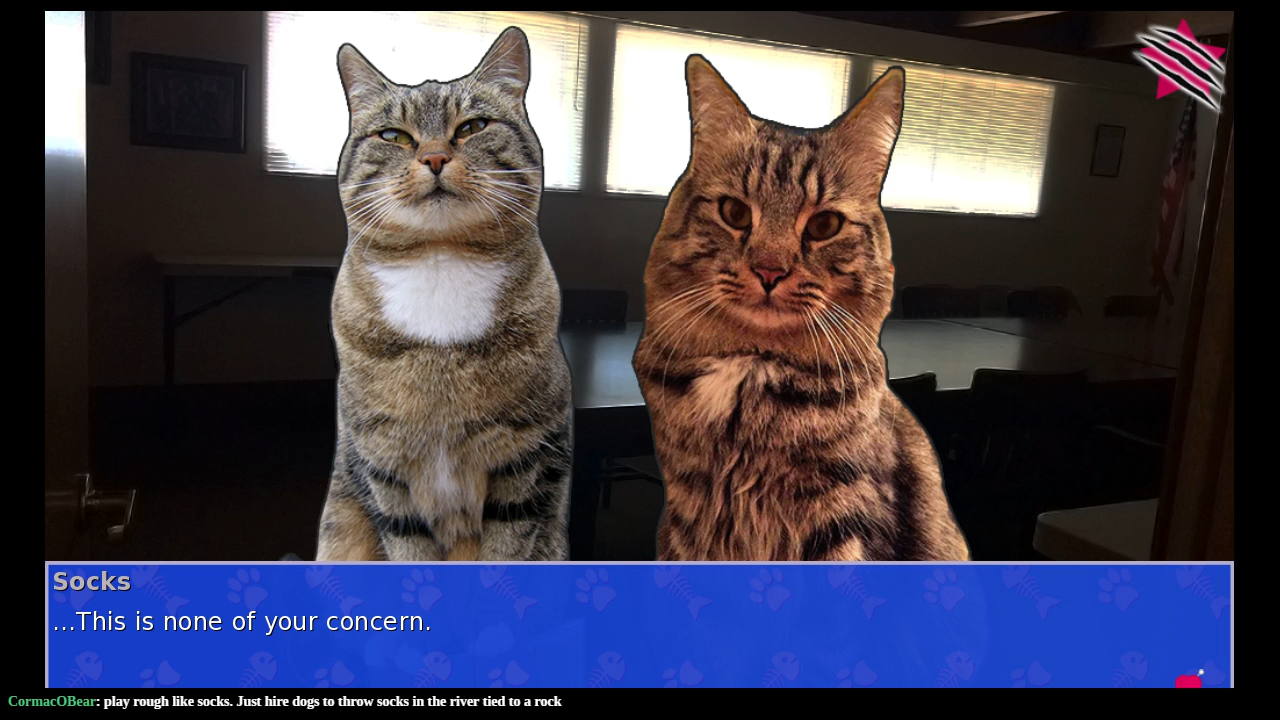 Socks
...This is none of your concern.
CormacOBear: play rough like socks. Just hire dogs to throw socks in the river tied to a rock